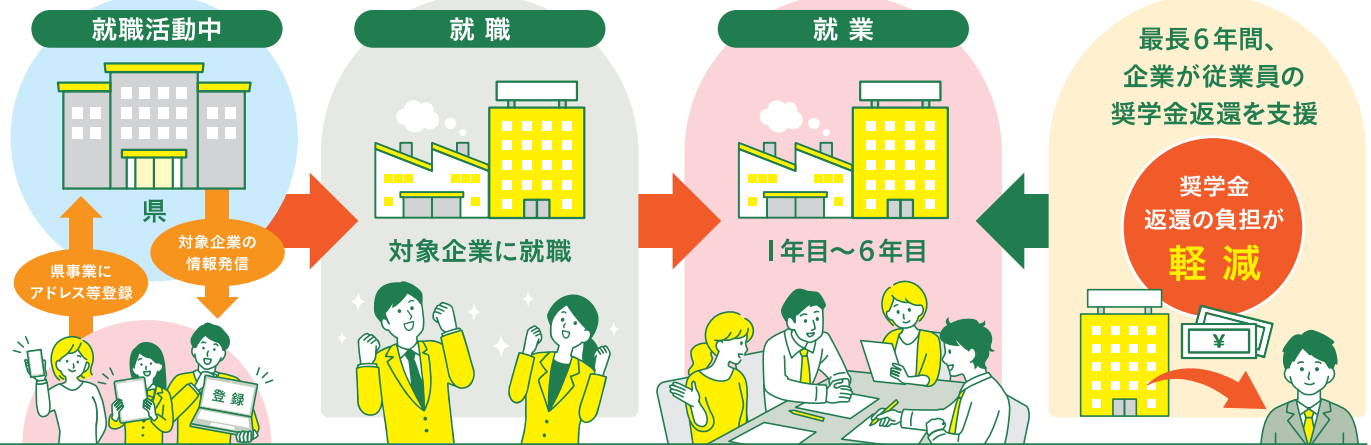 就職活動中
県
県事業に
アドレス等登録
対象企業の
情報発信
登録
就職
対象企業に就職
就業
1年目〜6年目
最長6年間、
企業が従業員の
奨学金返還を支援
奨学金
返還の負担が
軽減
¥